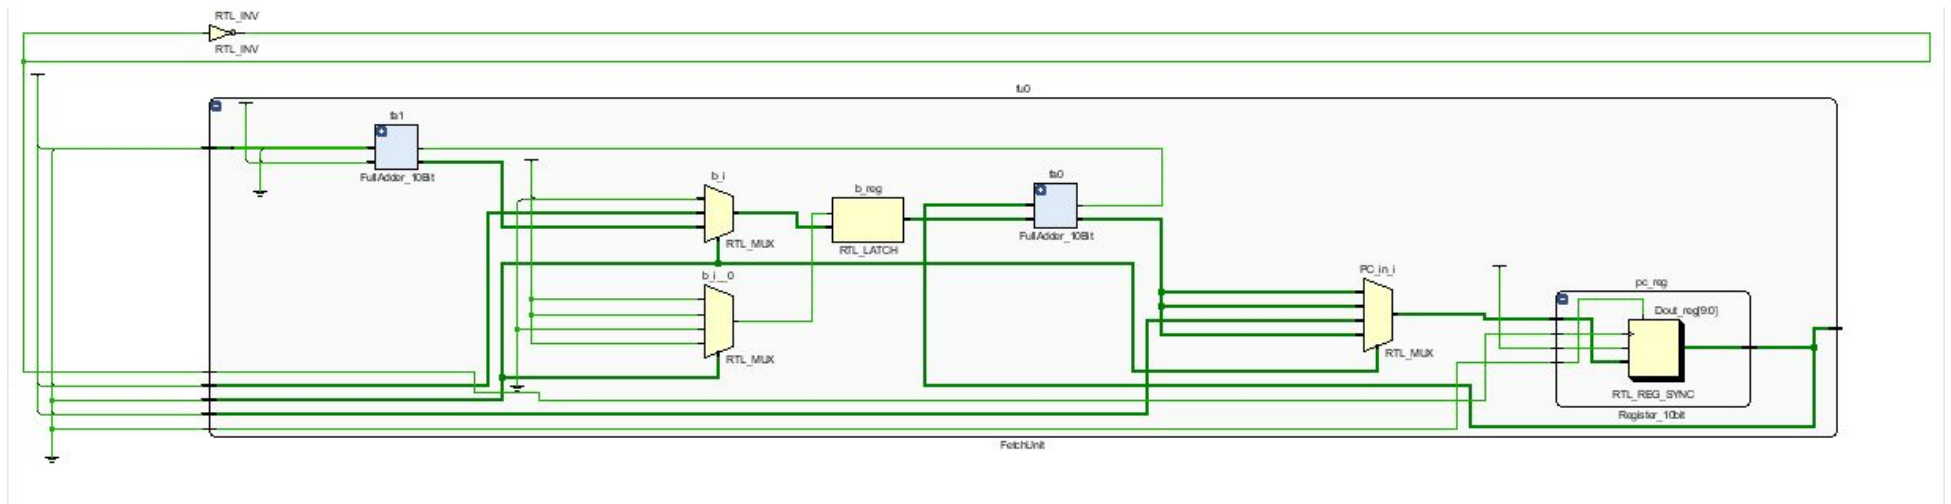 RTL_INV
RTL_INV
fu0
fa1
FullAdder_10Bit
b_i
RTL_MUX
b_reg
RTL_LATCH
fa0
FullAdder_10Bit
b_i__0
RTL_MUX
PC_in_i
RTL_MUX
pc_reg
Dout_reg[9:0]
RTL_REG_SYNC
Register_10bit
FetchUnit